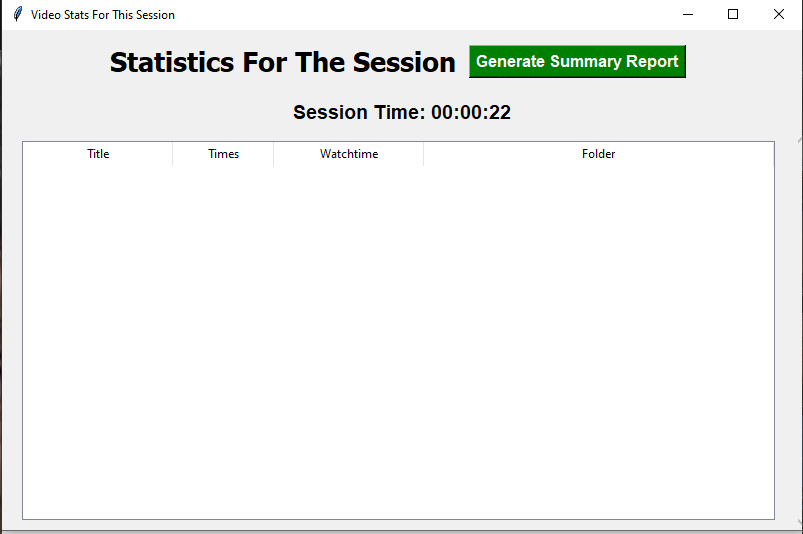 Video Stats For This Session
Statistics For The Session Generate Summary Report
Session Time: 00:00:22
Title Times Watchtime Folder